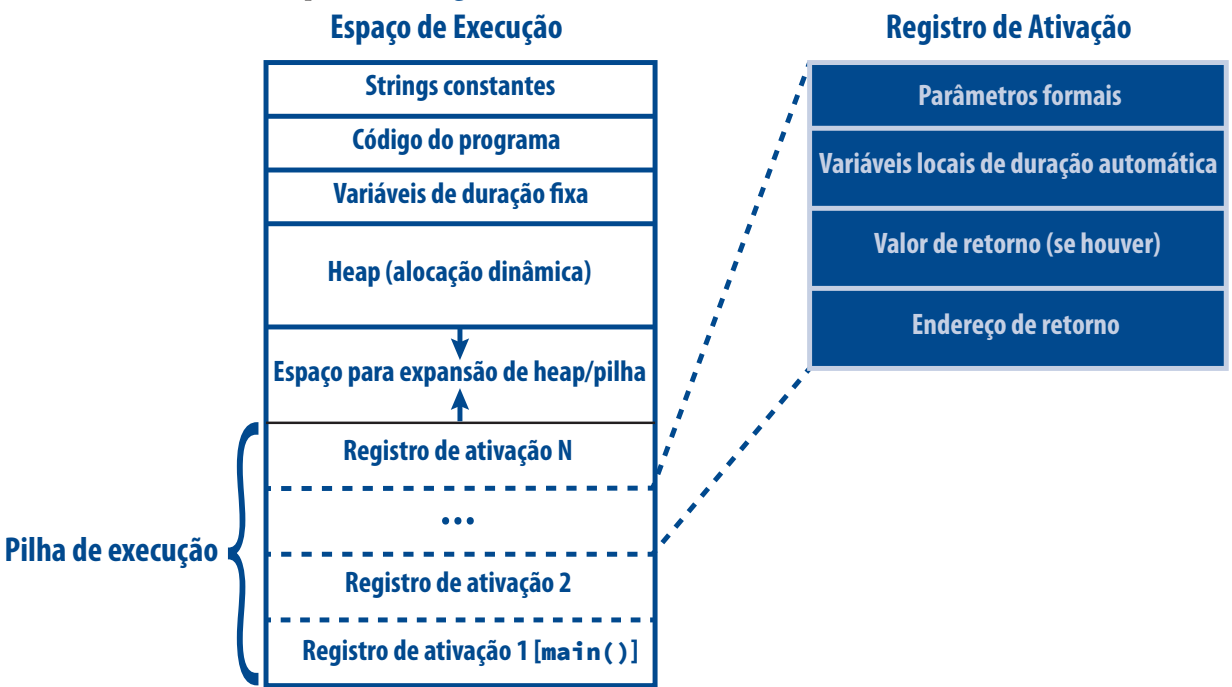 Espaço de Execução
Registro de Ativação
Strings constantes
Código do programa
Variáveis de duração fixa
Heap (alocação dinâmica)
Espaço para expansão de heap/pilha
Registro de ativação N
...
Registro de ativação 2
Registro de ativação 1 [main()]
Pilha de execução
Parâmetros formais
Variáveis locais de duração automática
Valor de retorno (se houver)
Endereço de retorno